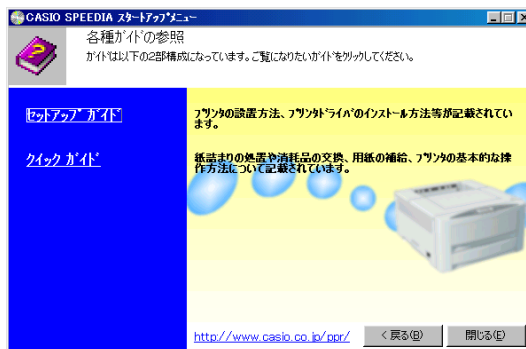 CASIO SPEEDIA ｽﾀｰﾄｱｯﾌﾟﾒﾆｭｰ
各種ｶﾞｲﾄﾞの参照
ｶﾞｲﾄﾞは以下の2部構成になっています。ご覧になりたいｶﾞｲﾄﾞをｸﾘｯｸしてください。
ｾｯﾄｱｯﾌﾟ ｶﾞｲﾄﾞ
ﾌﾟﾘﾝﾀの設置方法、ﾌﾟﾘﾝﾀﾄﾞﾗｲﾊﾞのｲﾝｽﾄｰﾙ方法等が記載されてい
ます。
ｸｲｯｸ ｶﾞｲﾄﾞ
紙詰まりの処置や消耗品の交換、用紙の補給、ﾌﾟﾘﾝﾀの基本的な操
作方法について記載されています。
http://www.casio.co.jp/ppr/
< 戻る(B)
閉じる(E)